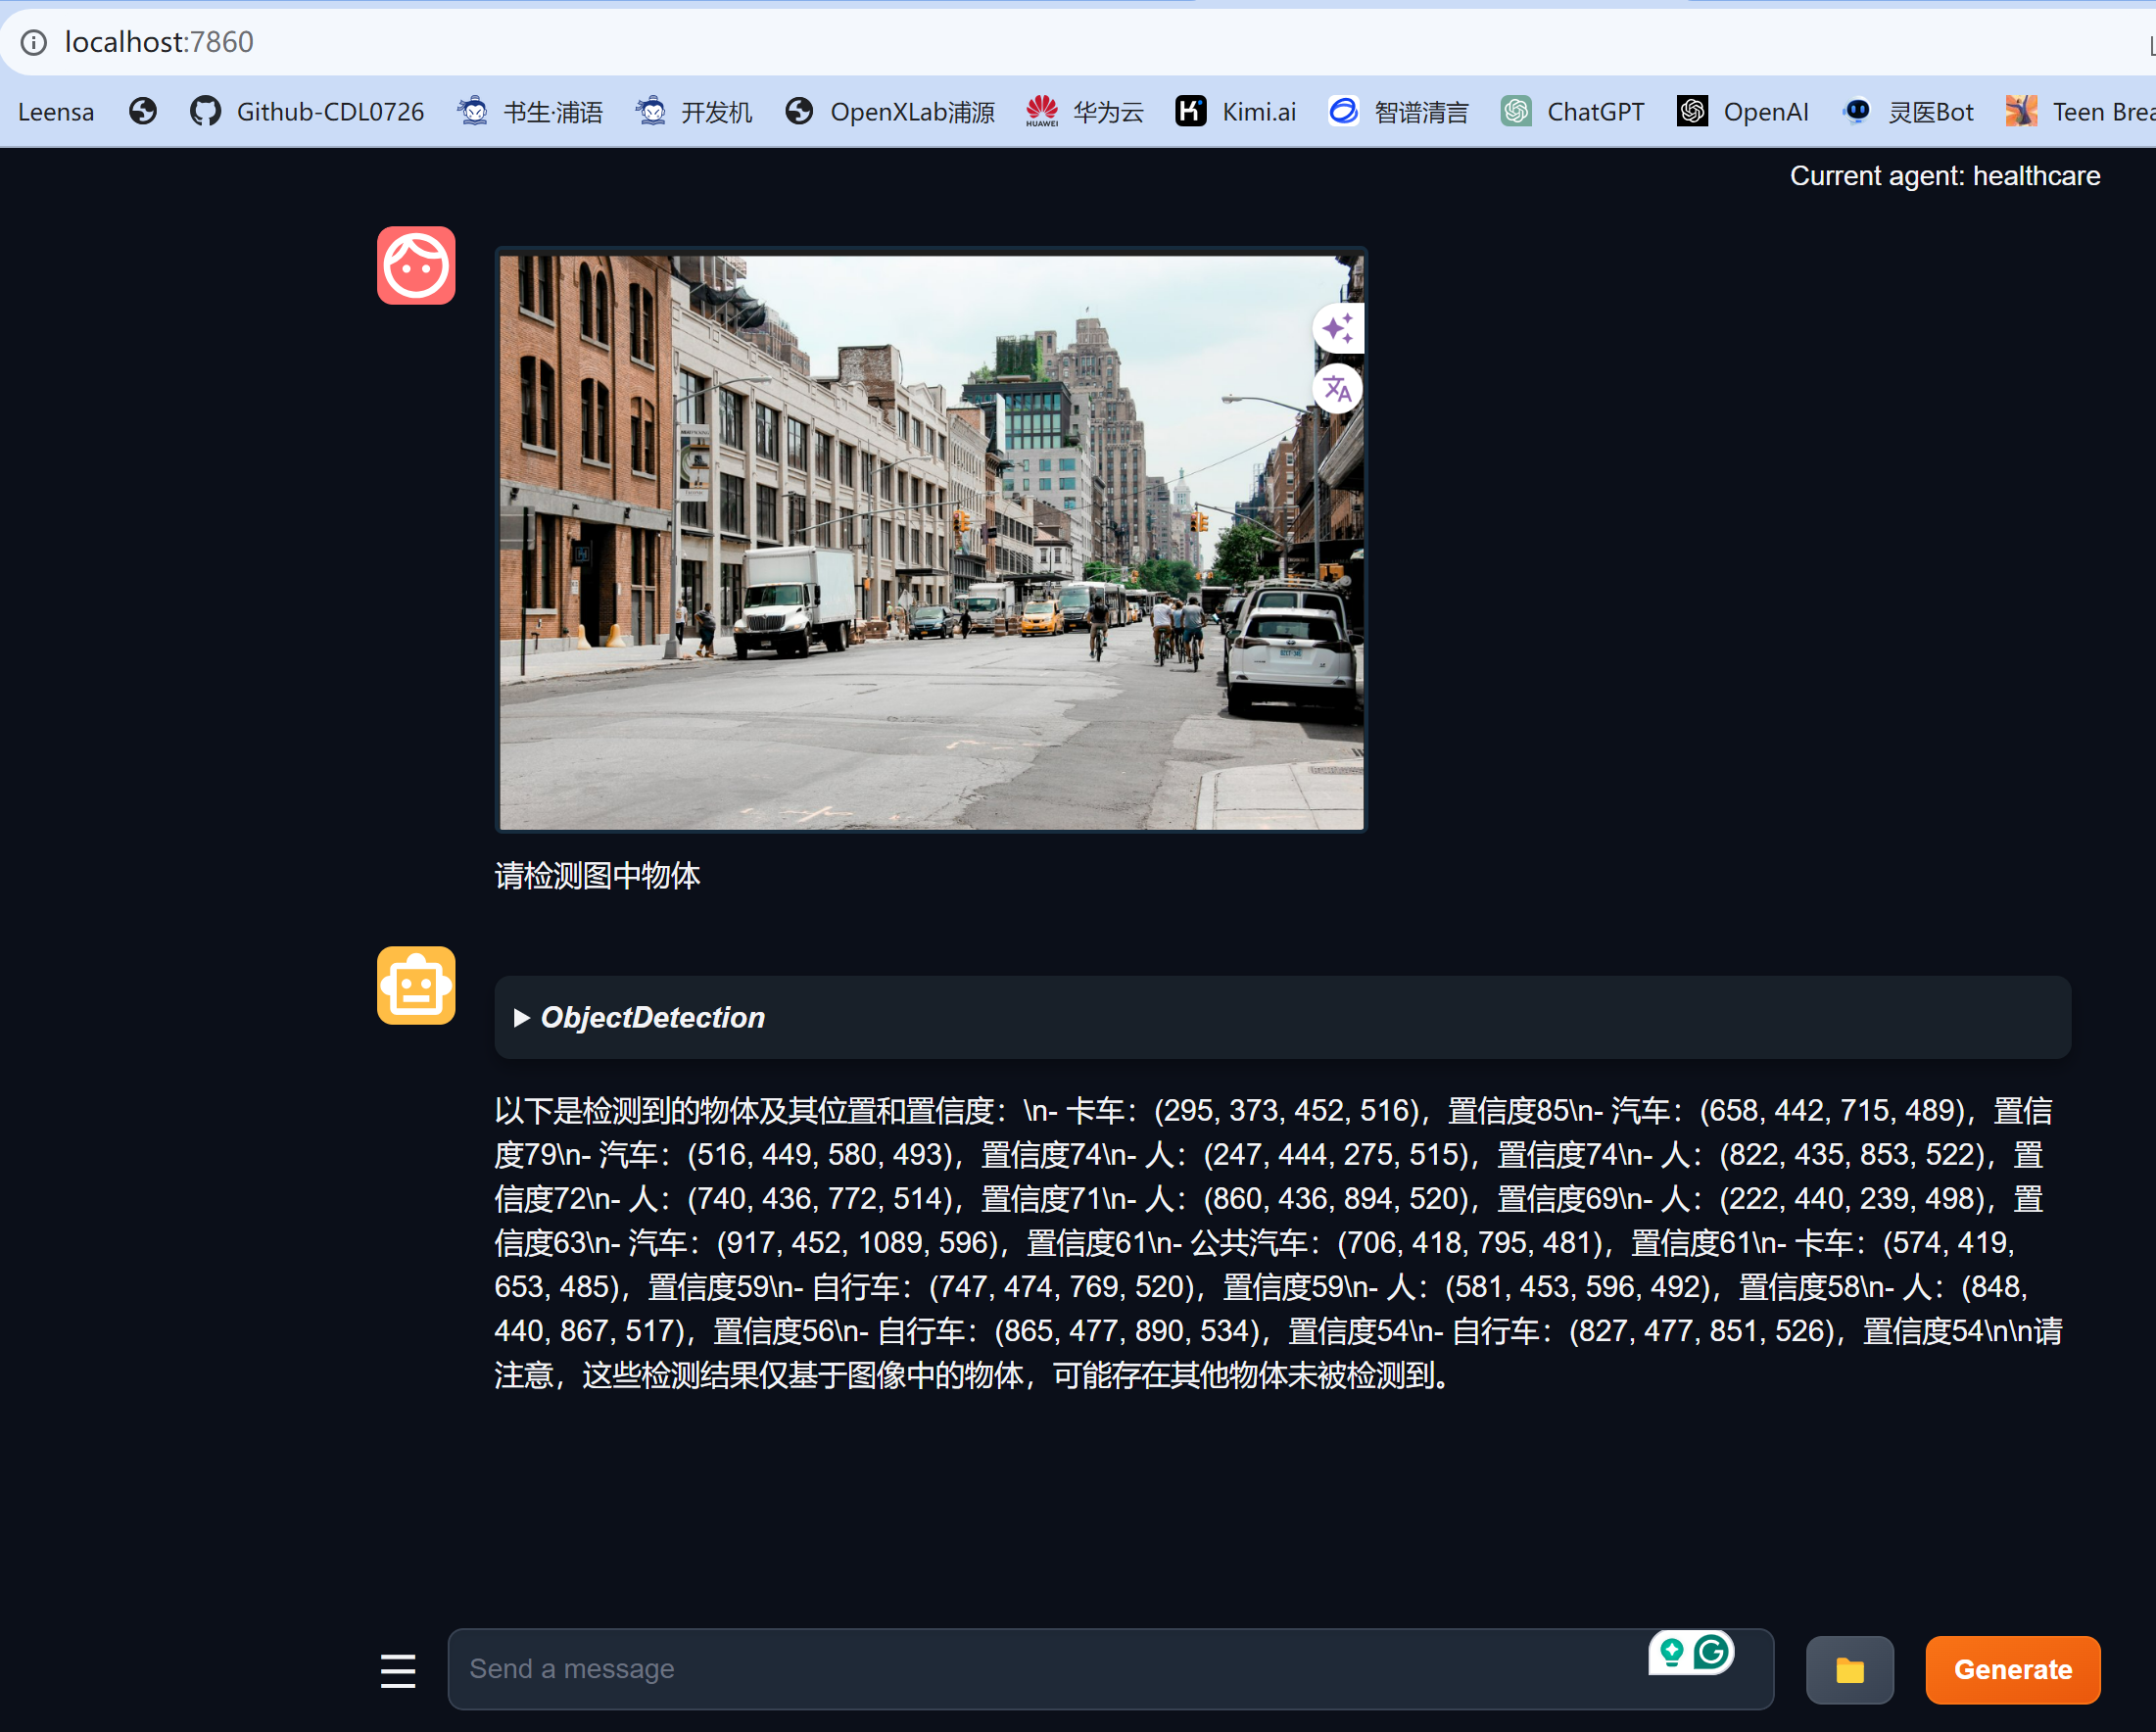 localhost:7860
Leensa Github-CDL0726 书生·浦语 开发机 OpenXLab浦源 HUAWEI 华为云 Kimi.ai 智谱清言 ChatGPT OpenAI 灵医Bot Teen Brea
Current agent: healthcare
请检测图中物体
ObjectDetection
以下是检测到的物体及其位置和置信度：\n- 卡车：(295, 373, 452, 516)，置信度85\n- 汽车：(658, 442, 715, 489)，置信
度79\n- 汽车：(516, 449, 580, 493)，置信度74\n- 人：(247, 444, 275, 515)，置信度74\n- 人：(822, 435, 853, 522)，置
信度72\n- 人：(740, 436, 772, 514)，置信度71\n- 人：(860, 436, 894, 520)，置信度69\n- 人：(222, 440, 239, 498)，置
信度63\n- 汽车：(917, 452, 1089, 596)，置信度61\n- 公共汽车：(706, 418, 795, 481)，置信度61\n- 卡车：(574, 419,
653, 485)，置信度59\n- 自行车：(747, 474, 769, 520)，置信度59\n- 人：(581, 453, 596, 492)，置信度58\n- 人：(848,
440, 867, 517)，置信度56\n- 自行车：(865, 477, 890, 534)，置信度54\n- 自行车：(827, 477, 851, 526)，置信度54\n\n请
注意，这些检测结果仅基于图像中的物体，可能存在其他物体未被检测到。
Send a message
Generate